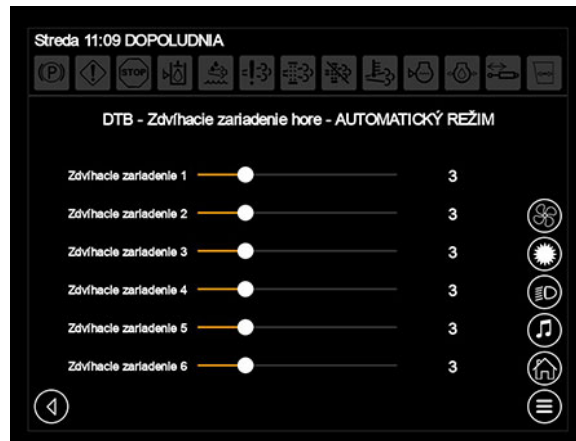 Streda 11:09 DOPOLUDNIA
(P) STOP
DTB - Zdvíhacie zariadenie hore - AUTOMATICKÝ REŽIM
Zdvíhacie zariadenie 1 3
Zdvíhacie zariadenie 2 3
Zdvíhacie zariadenie 3 3
Zdvíhacie zariadenie 4 3
Zdvíhacie zariadenie 5 3
Zdvíhacie zariadenie 6 3